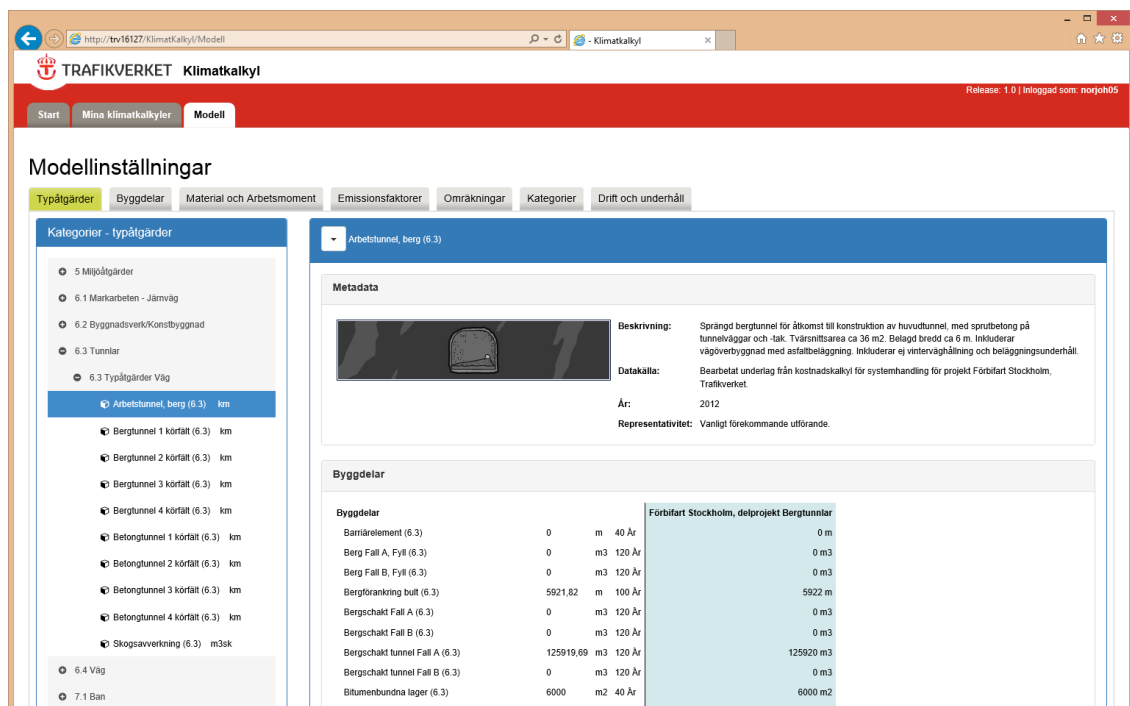 http://trv16127/KlimatKalkyl/Modell
- Klimatkalkyl
TRAFIKVERKET Klimatkalkyl
Release: 1.0 | Inloggad som: norjoh05
Start Mina klimatkalkyler Modell
Modellinställningar
Typåtgärder Byggdelar Material och Arbetsmoment Emissionsfaktorer Omräkningar Kategorier Drift och underhåll
Kategorier - typåtgärder
5 Miljöåtgärder
6.1 Markarbeten - Järnväg
6.2 Byggnadsverk/Konstbyggnad
6.3 Tunnlar
6.3 Typåtgärder Väg
Arbetstunnel, berg (6.3) km
Bergtunnel 1 körfält (6.3) km
Bergtunnel 2 körfält (6.3) km
Bergtunnel 3 körfält (6.3) km
Bergtunnel 4 körfält (6.3) km
Betongtunnel 1 körfält (6.3) km
Betongtunnel 2 körfält (6.3) km
Betongtunnel 3 körfält (6.3) km
Betongtunnel 4 körfält (6.3) km
Skogsavverkning (6.3) m3sk
6.4 Väg
7.1 Ban
Arbetstunnel, berg (6.3)
Metadata
Beskrivning: Sprängd bergtunnel för åtkomst till konstruktion av huvudtunnel, med sprutbetong på
tunnelväggar och -tak. Tvärsnittsarea ca 36 m2. Belagd bredd ca 6 m. Inkluderar
vägöverbyggnad med asfaltbeläggning. Inkluderar ej vinterväghållning och beläggningsunderhåll.
Datakälla: Bearbetat underlag från kostnadskalkyl för systemhandling för projekt Förbifart Stockholm,
Trafikverket.
År: 2012
Representativitet: Vanligt förekommande utförande.
Byggdelar
Byggdelar Förbifart Stockholm, delprojekt Bergtunnlar
Barriärelement (6.3) 0 m 40 År 0 m
Berg Fall A, Fyll (6.3) 0 m3 120 År 0 m3
Berg Fall B, Fyll (6.3) 0 m3 120 År 0 m3
Bergförankring bult (6.3) 5921,82 m 100 År 5922 m
Bergschakt Fall A (6.3) 0 m3 120 År 0 m3
Bergschakt Fall B (6.3) 0 m3 120 År 0 m3
Bergschakt tunnel Fall A (6.3) 125919,69 m3 120 År 125920 m3
Bergschakt tunnel Fall B (6.3) 0 m3 120 År 0 m3
Bitumenbundna lager (6.3) 6000 m2 40 År 6000 m2